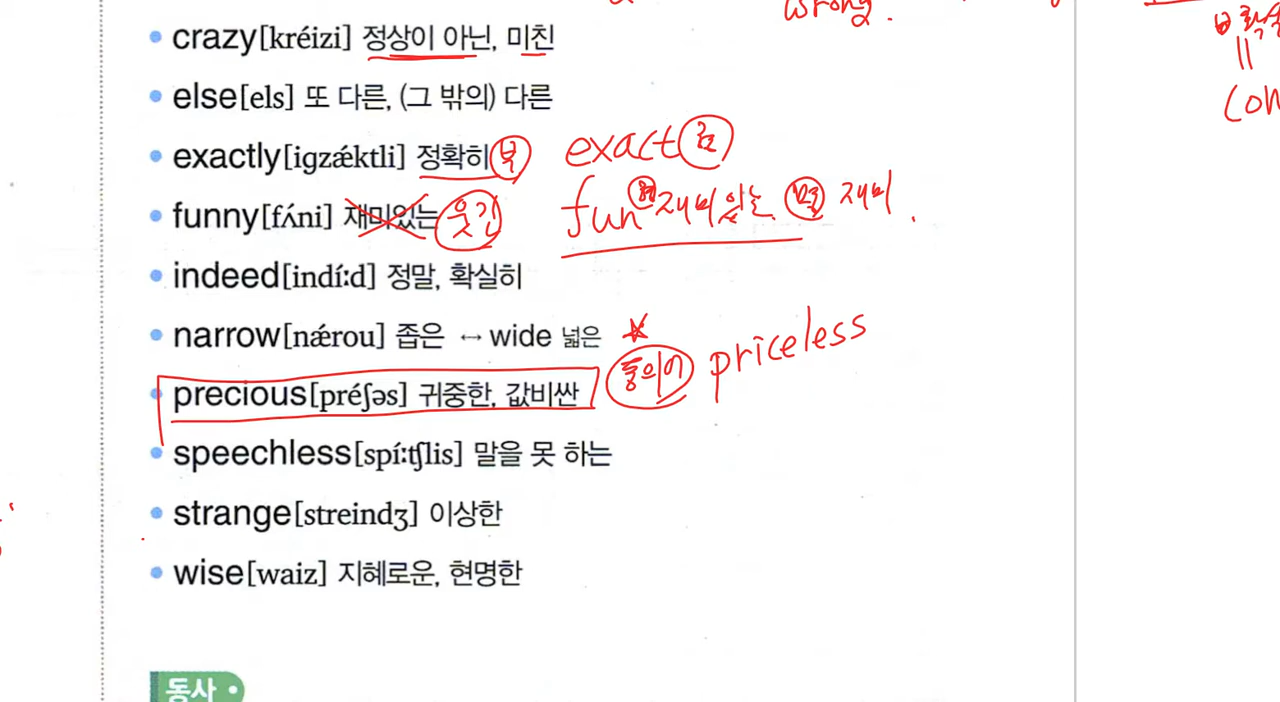 wrong.
• crazy[kréizi] 정상이 아닌, 미친
• else[els] 또 다른, (그 밖의) 다른
• exactly[iɡzǽktli] 정확히 부 exact
• funny[fʌ́ni] 재미있는 웃긴 fun 재미있는 명 재미.
• indeed[indíːd] 정말, 확실히
• narrow[nǽrou] 좁은 ↔ wide 넓은
• precious[préʃəs] 귀중한, 값비싼 동의어 priceless
• speechless[spíːtʃlis] 말을 못 하는
• strange[streindʒ] 이상한
• wise[waiz] 지혜로운, 현명한
동사 •